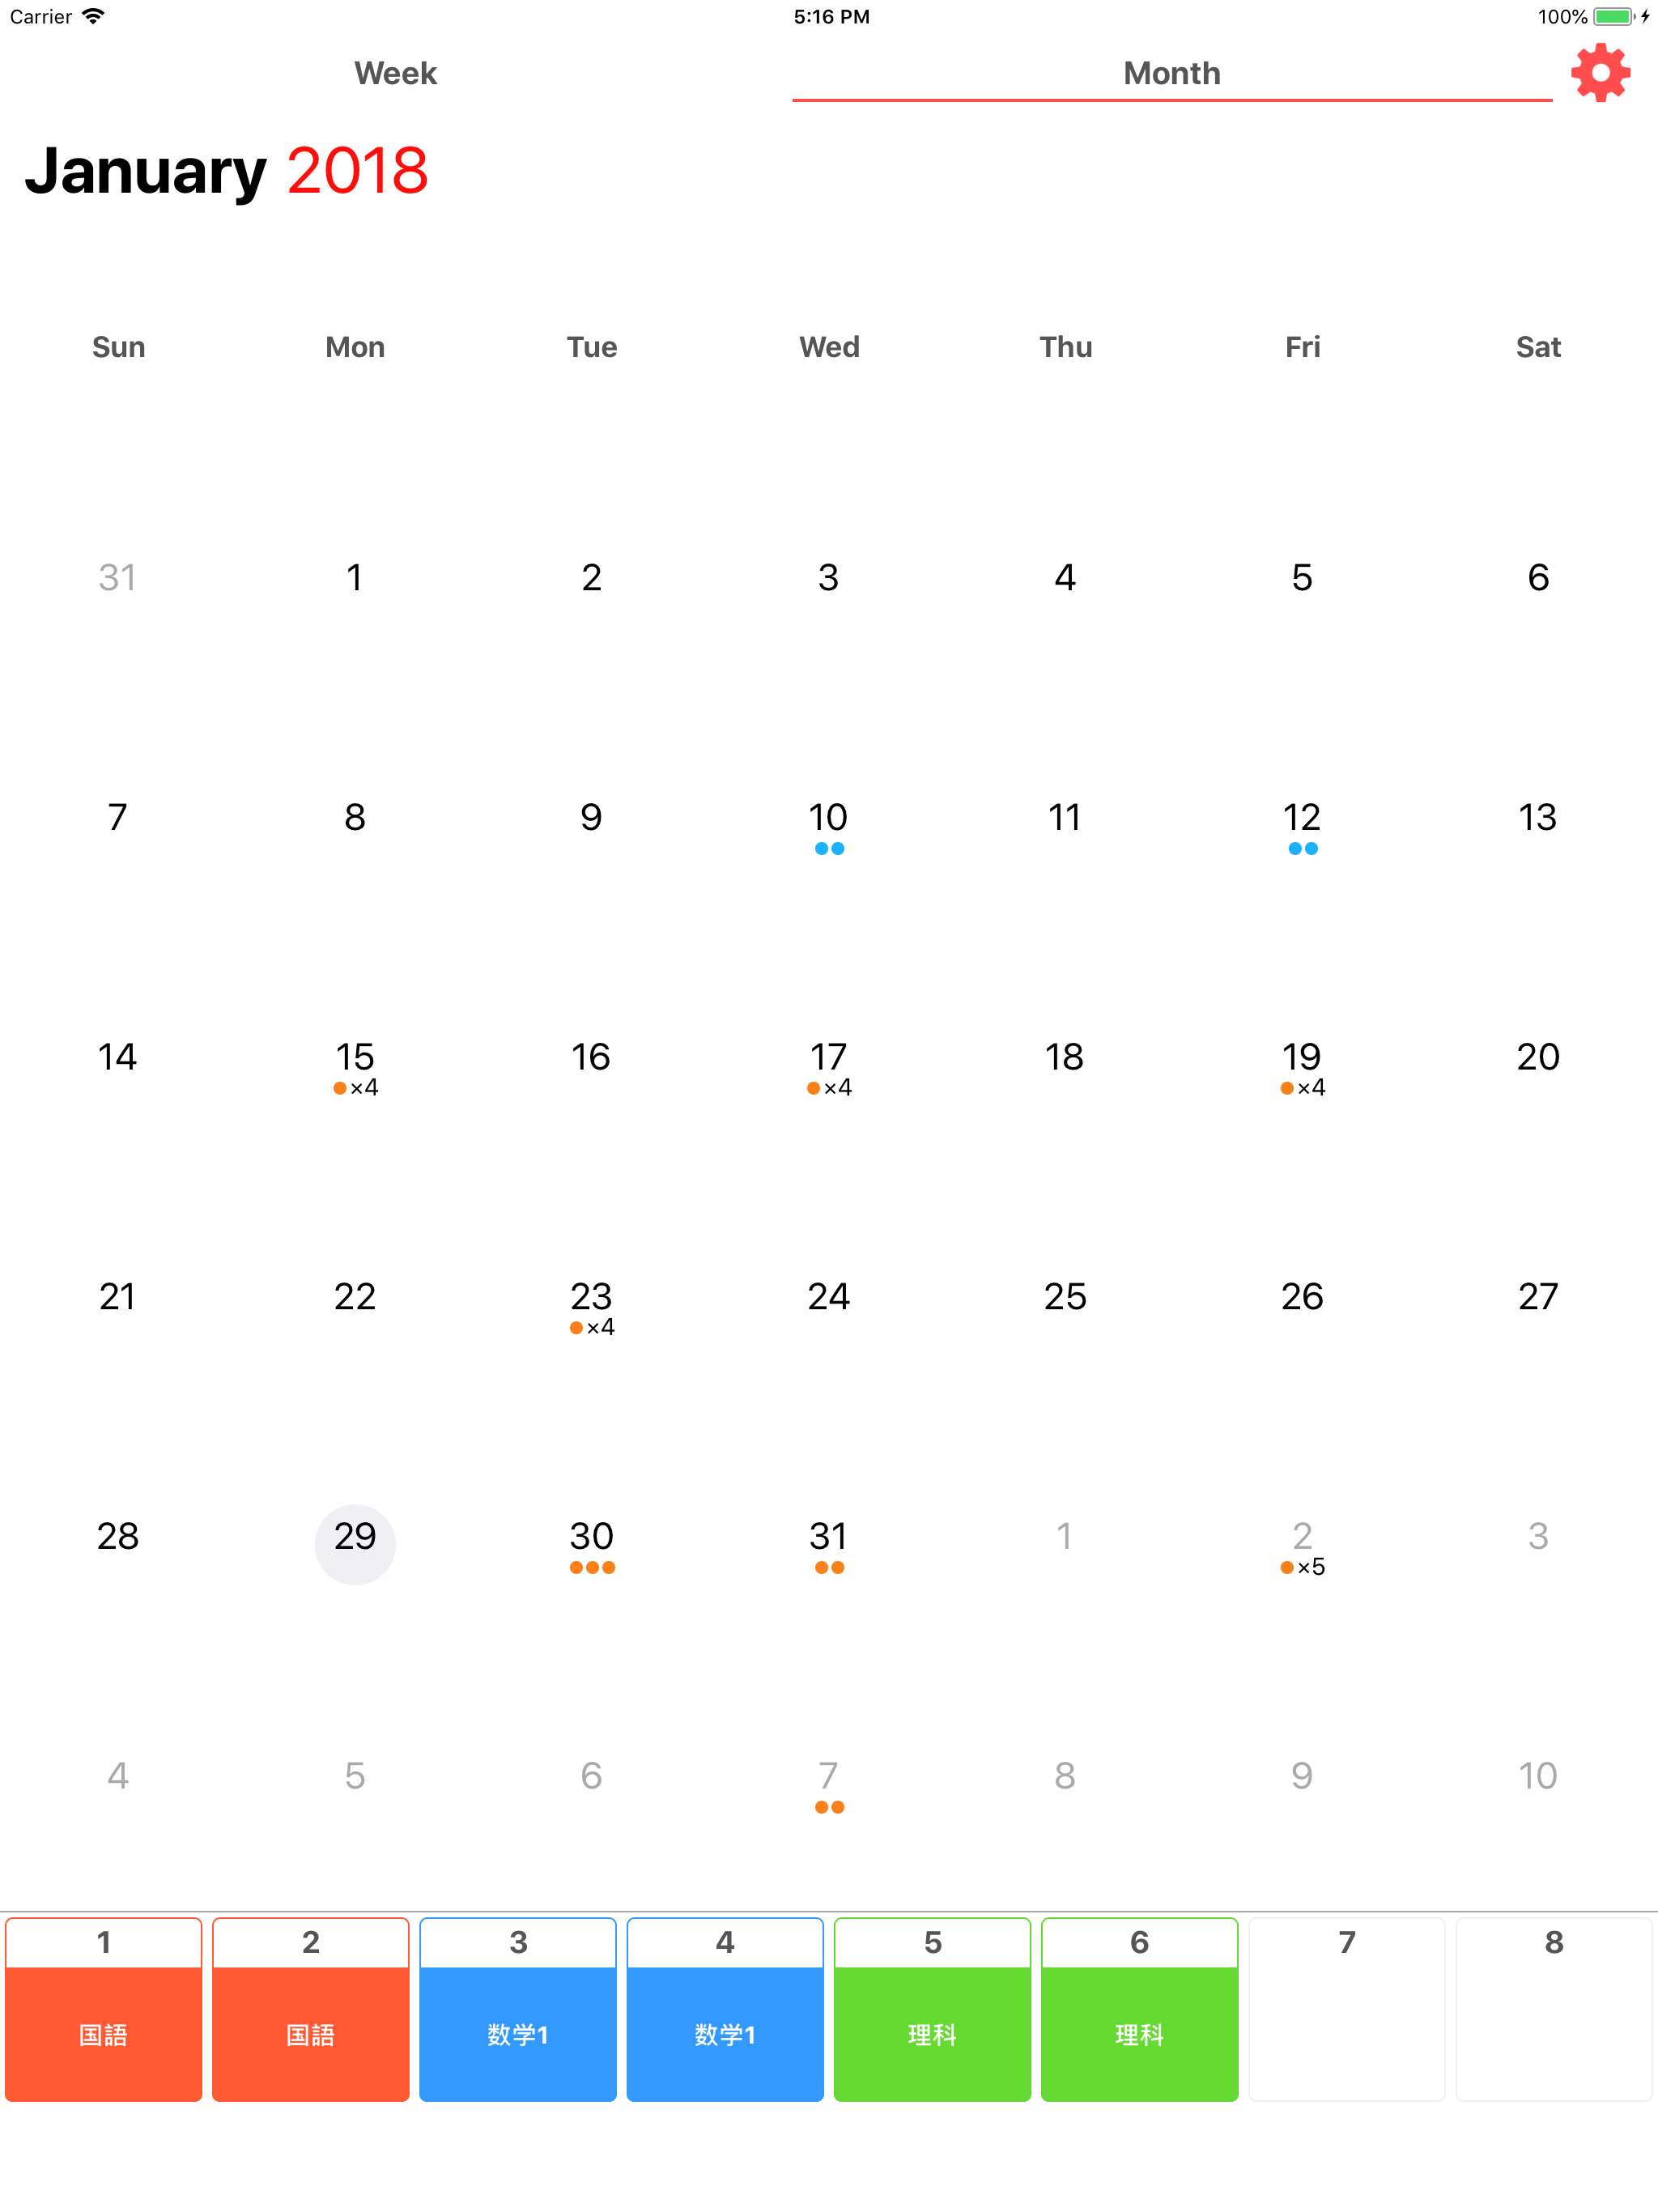 Carrier 5:16 PM 100%
Week Month
January 2018
Sun Mon Tue Wed Thu Fri Sat
31 1 2 3 4 5 6
7 8 9 10 11 12 13
14 15 16 17 18 19 20
×4 ×4 ×4
21 22 23 24 25 26 27
×4
28 29 30 31 1 2 3
×5
4 5 6 7 8 9 10
1 2 3 4 5 6 7 8
国語 国語 数学1 数学1 理科 理科